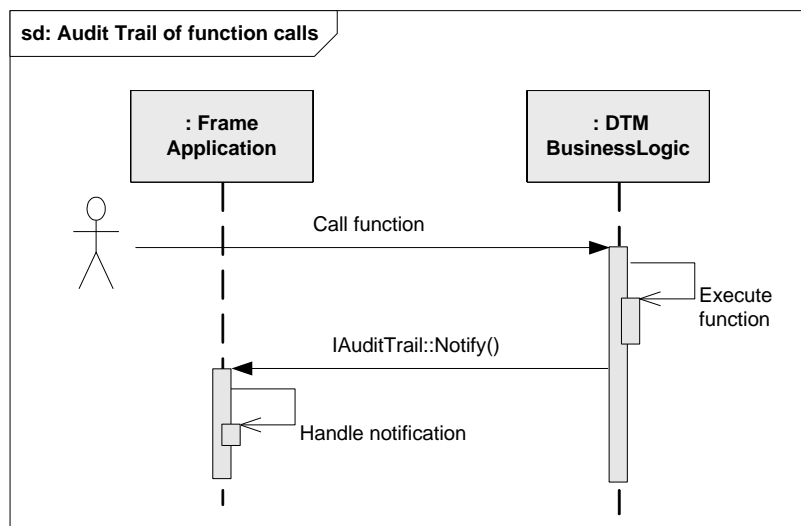 sd: Audit Trail of function calls
: Frame
Application
: DTM
BusinessLogic
Call function
Execute
function
IAuditTrail::Notify()
Handle notification